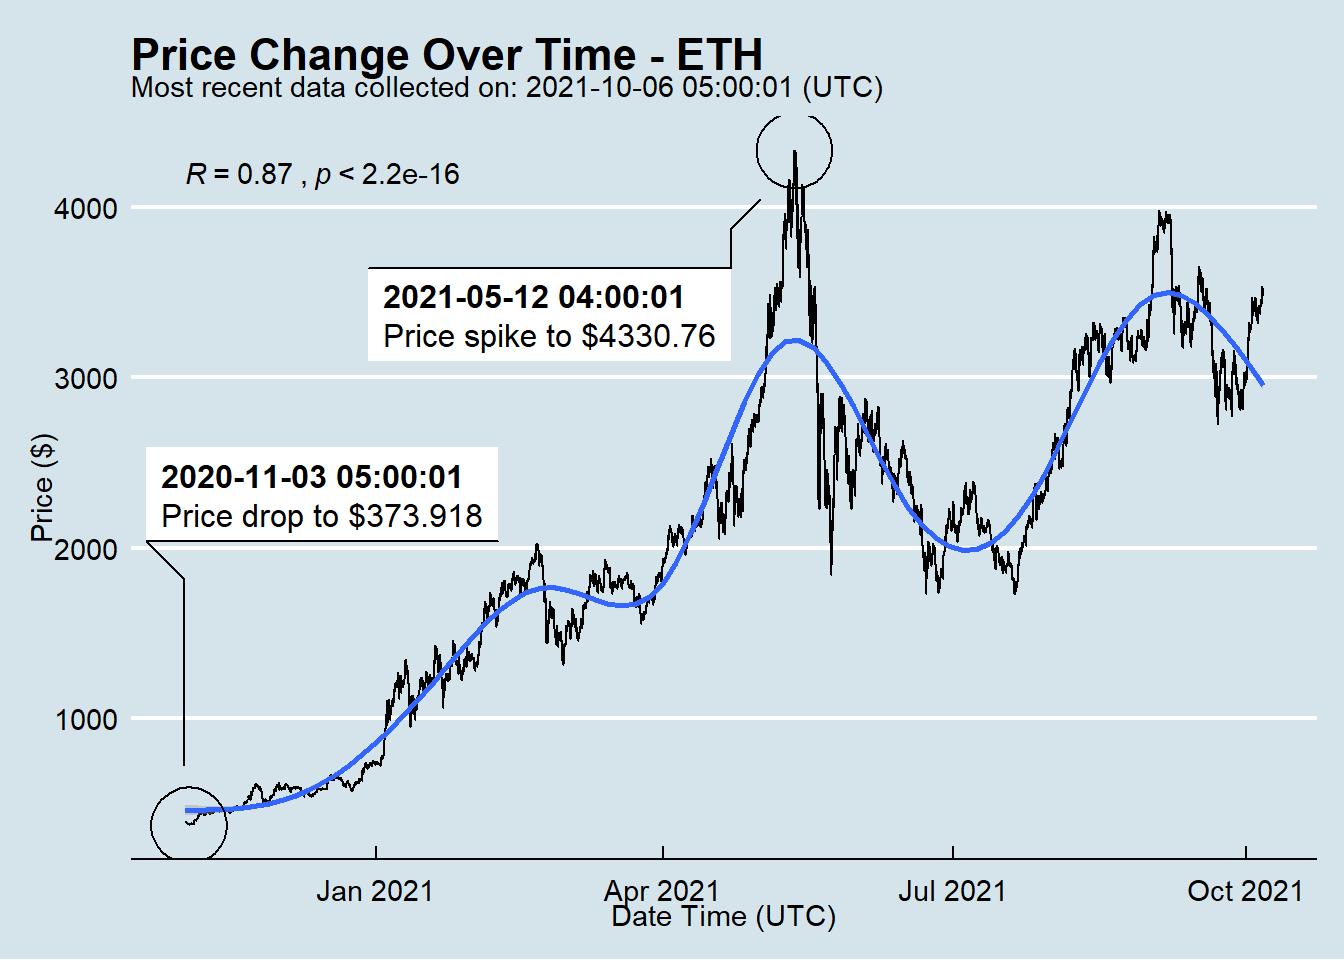 Price Change Over Time - ETH
Most recent data collected on: 2021-10-06 05:00:01 (UTC)
R = 0.87 , p < 2.2e-16
4000
2021-05-12 04:00:01
Price spike to $4330.76
3000
Price ($)
2020-11-03 05:00:01
Price drop to $373.918
2000
1000
Jan 2021
Apr 2021
Jul 2021
Oct 2021
Date Time (UTC)